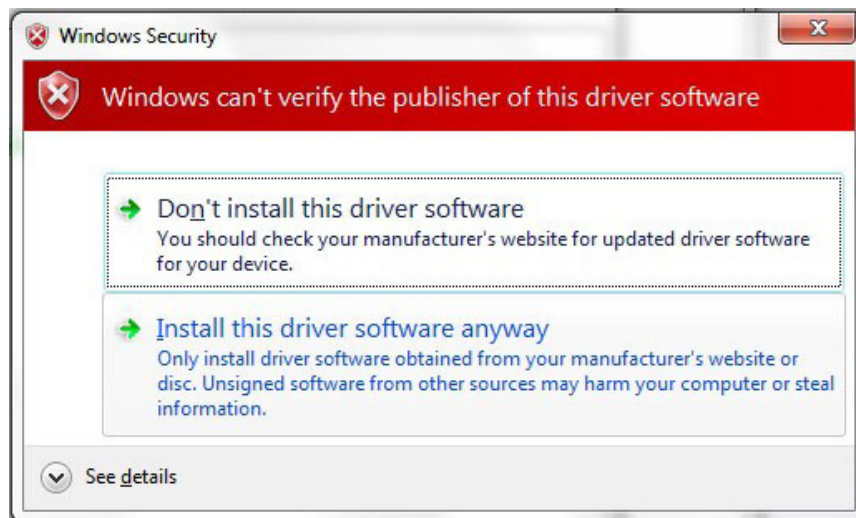 Windows Security
Windows can't verify the publisher of this driver software
Don't install this driver software
You should check your manufacturer's website for updated driver software
for your device.
Install this driver software anyway
Only install driver software obtained from your manufacturer's website or
disc. Unsigned software from other sources may harm your computer or steal
information.
See details